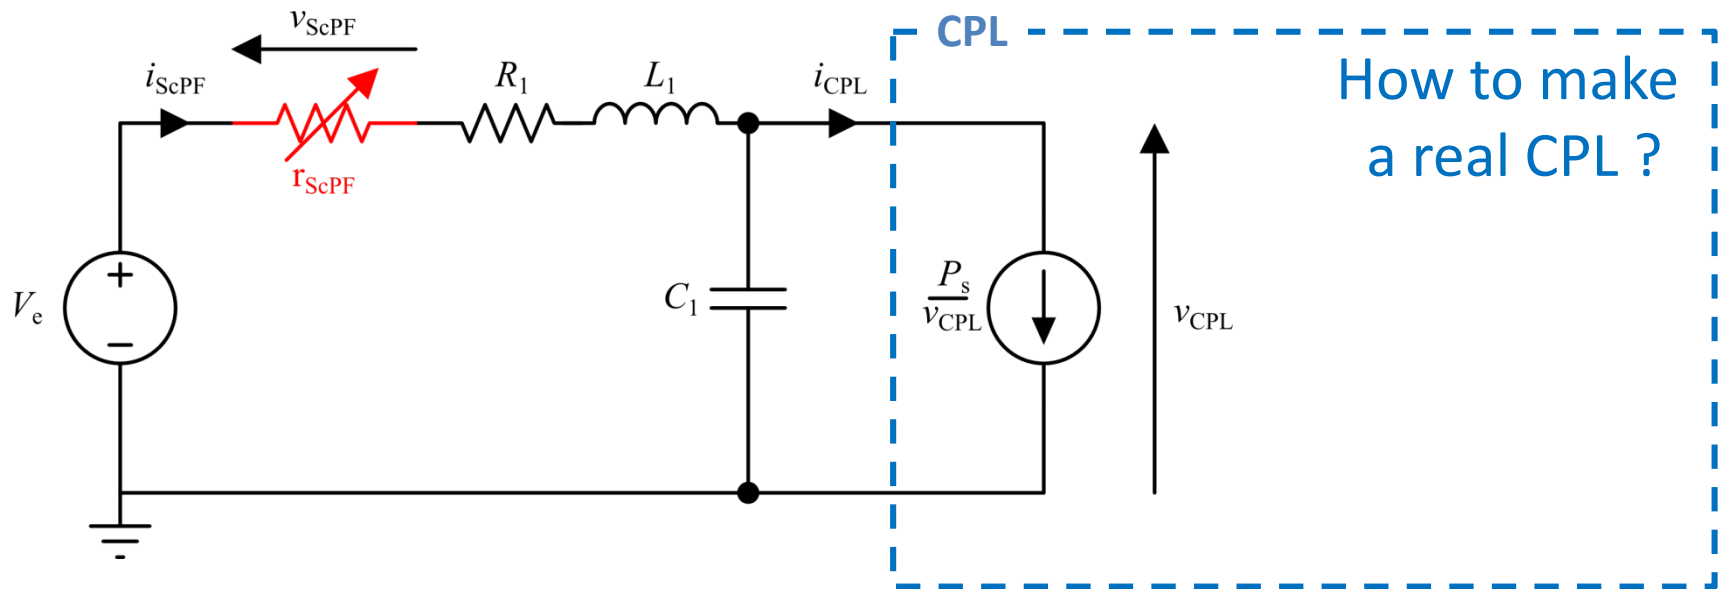 CPL
How to make
a real CPL ?
vScPF
iScPF
R1
L1
iCPL
rScPF
Ve
+
−
C1
Ps
vCPL
vCPL